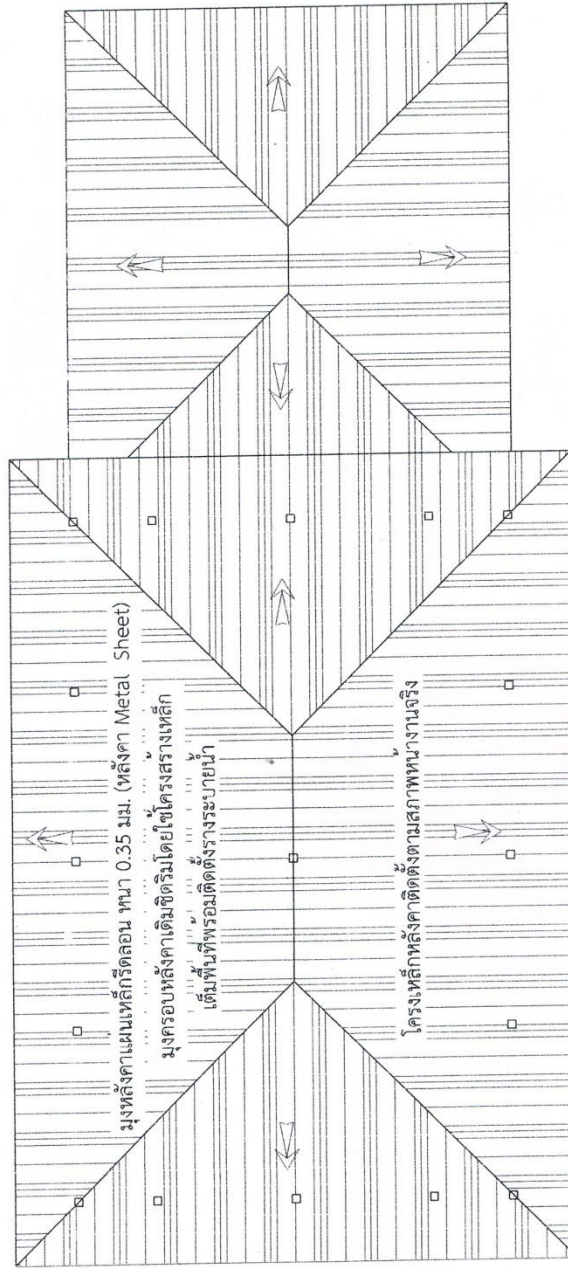 มุงหลังคาแผ่นเหล็กรีดลอน หนา 0.35 มม. (หลังคา Metal Sheet)
มุงครอบหลังคาเดิมชิดริมโดยใช้โครงสร้างเหล็ก
เต็มพื้นที่พร้อมติดตั้งรางระบายน้ำ
โครงเหล็กหลังคาติดตั้งตามสภาพหน้างานจริง